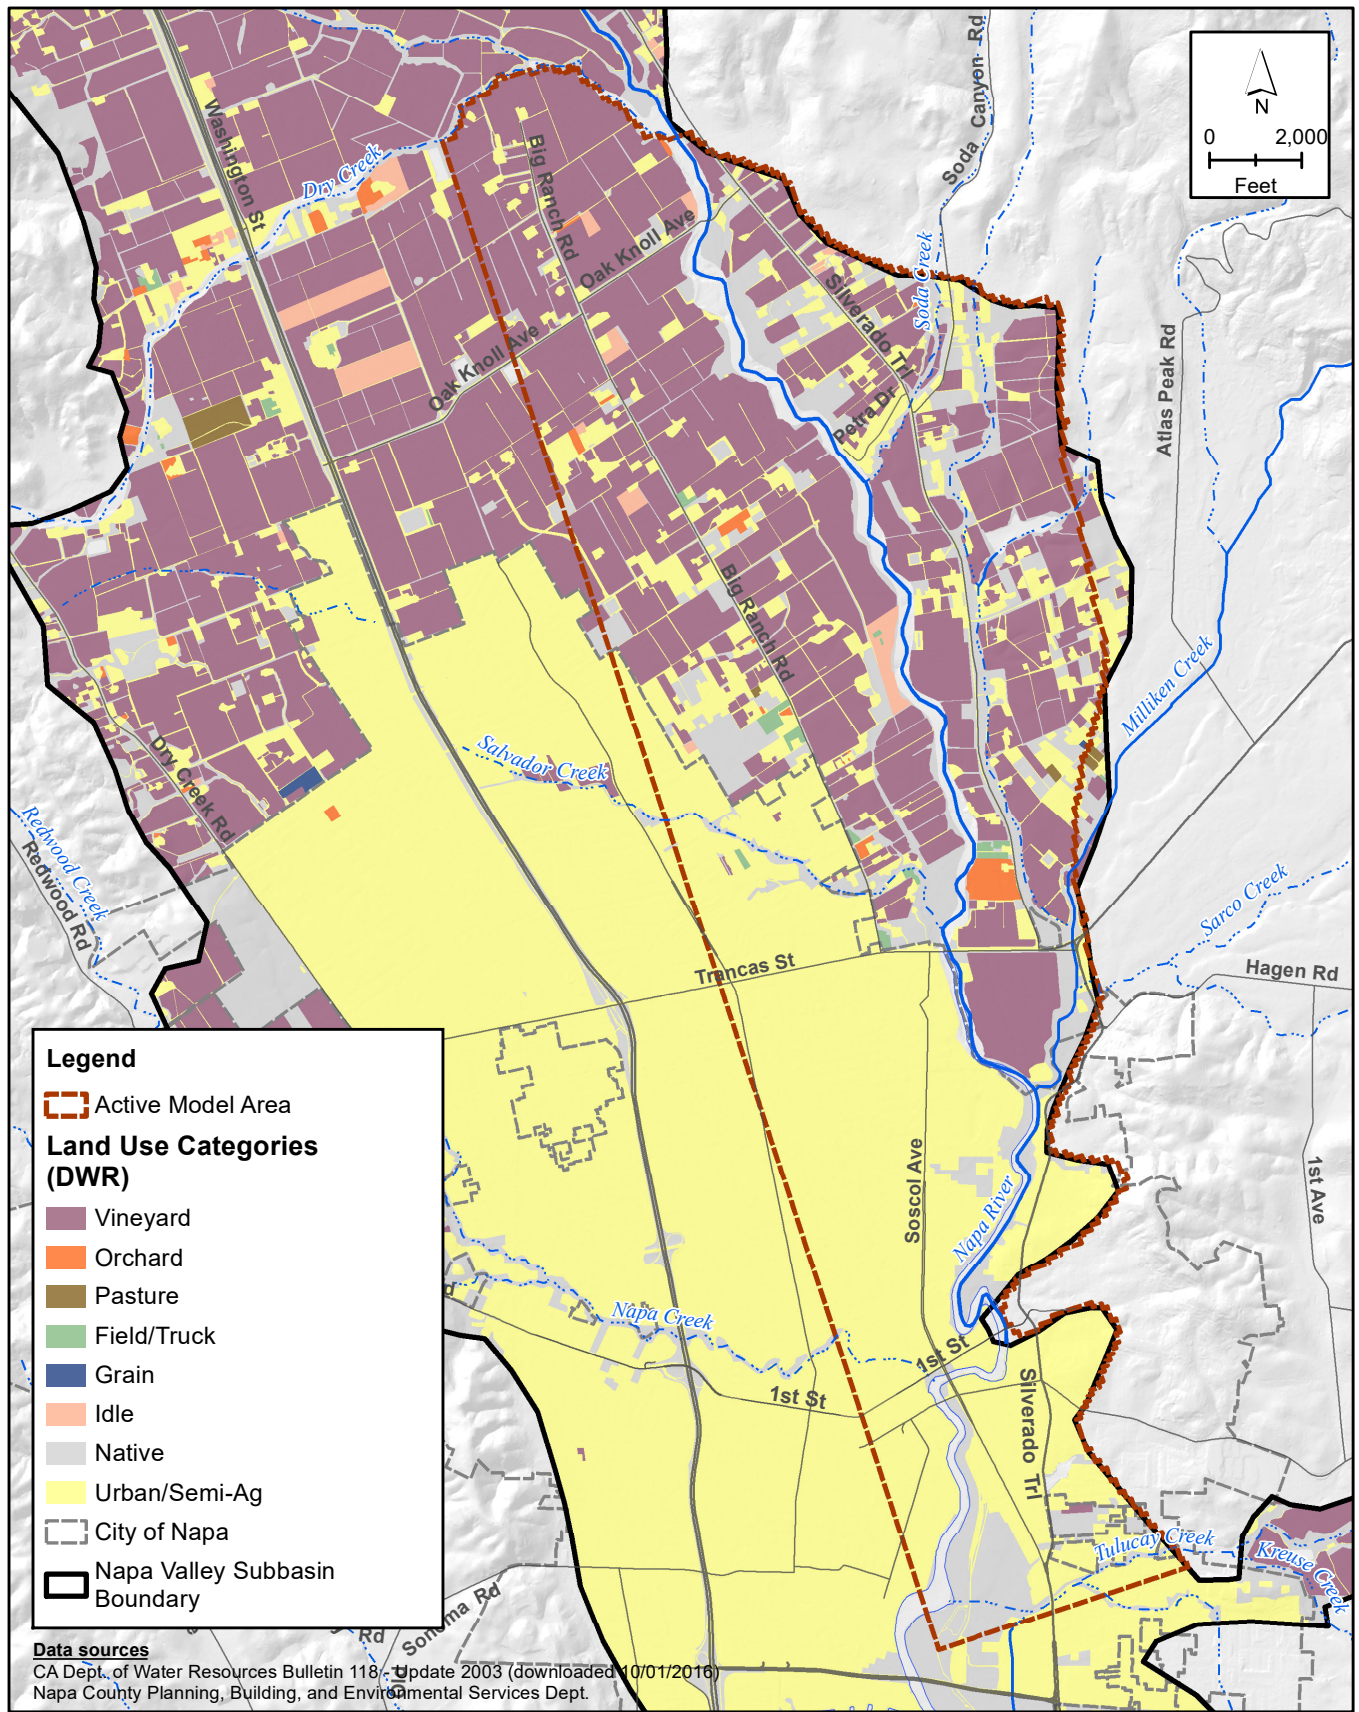 Washington St
Dry Creek
Big Ranch Rd
Oak Knoll Ave
Oak Knoll Ave
Soda Canyon Rd
Soda Creek
Silverado Trl
Petra Dr
Atlas Peak Rd
N
0 2,000
Feet
Big Ranch Rd
Milliken Creek
Salvador Creek
Dry Creek Rd
Redwood Creek
Redwood Rd
Sarco Creek
Hagen Rd
Trancas St
Soscol Ave
Napa River
1st Ave
Napa Creek
1st St
1st St
Silverado Trl
Tulucay Creek
Kreuse Creek
Sonoma Rd
Rd
Old
d
Legend
Active Model Area
Land Use Categories
(DWR)
Vineyard
Orchard
Pasture
Field/Truck
Grain
Idle
Native
Urban/Semi-Ag
City of Napa
Napa Valley Subbasin
Boundary
Data sources
CA Dept. of Water Resources Bulletin 118 - Update 2003 (downloaded 10/01/2016)
Napa County Planning, Building, and Environmental Services Dept.